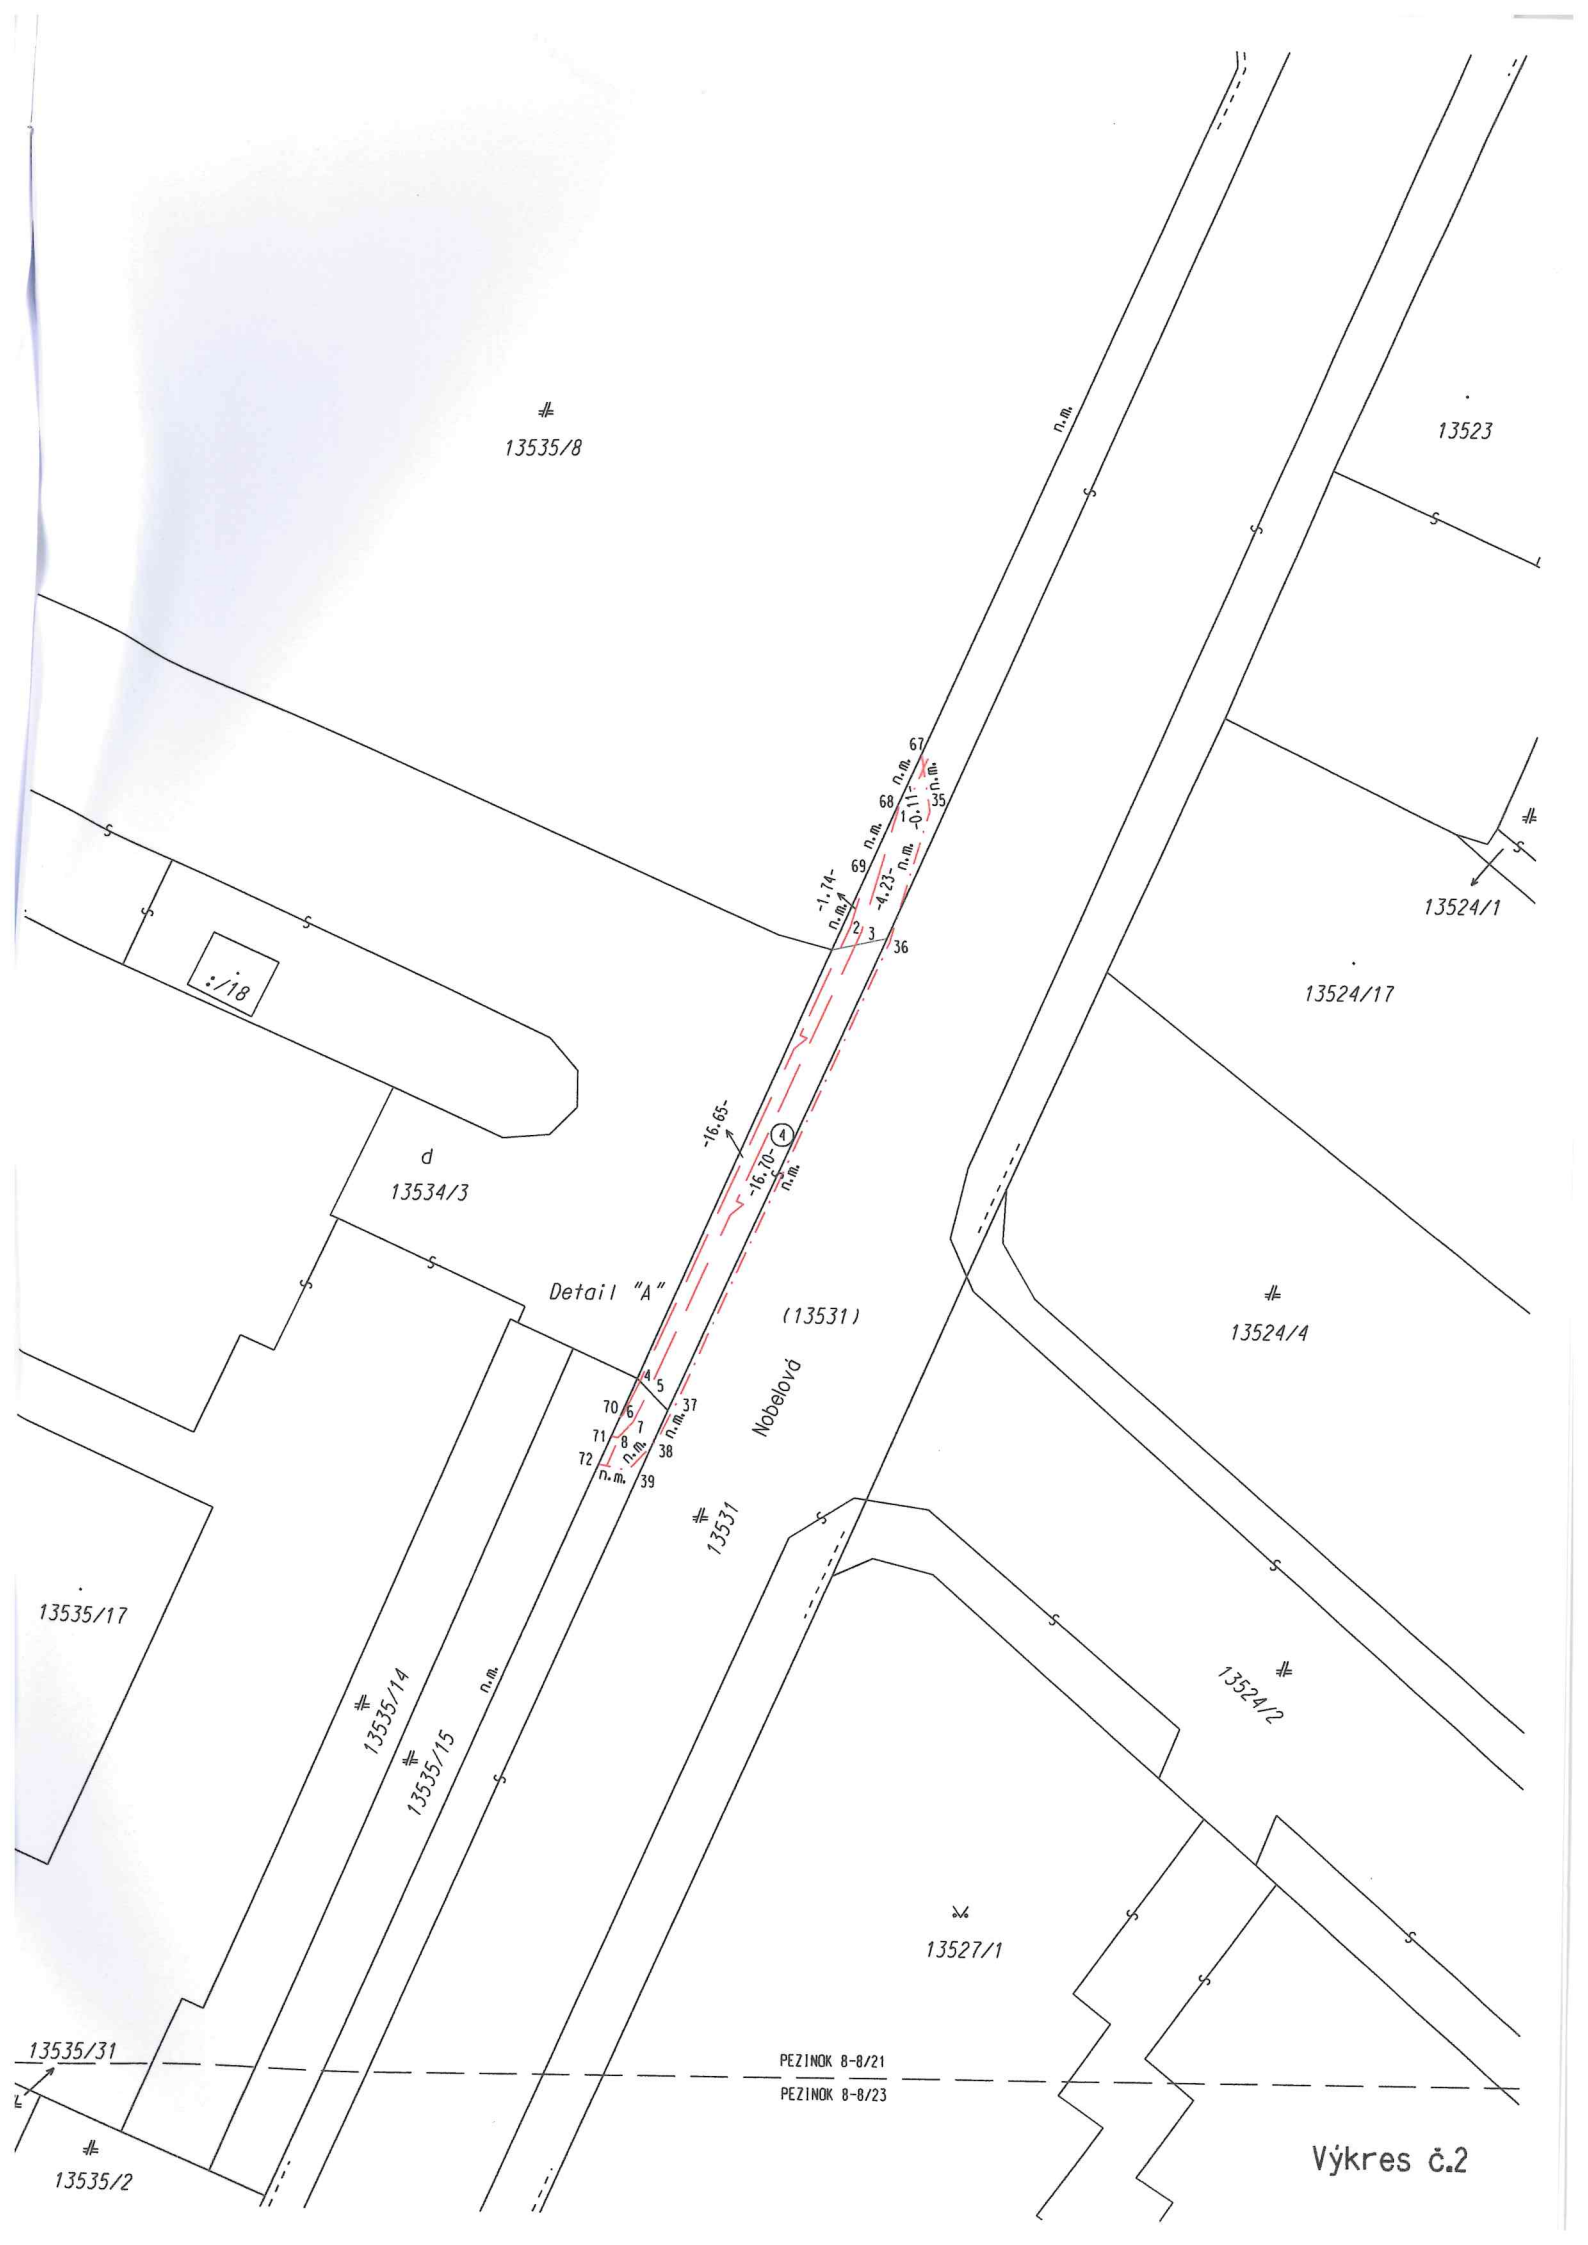 n.m.
13523
13535/8
67
n.m.
n.m.
68
1
-0.11-
35
n.m.
n.m.
69
-1.74-
-4.23-
n.m.
2
3
36
13524/1
13524/17
:/18
-16.65-
4
-16.70-
n.m.
d
13534/3
Detail "A"
(13531)
13524/4
Nobelová
4
5
70
6
37
7
n.m.
71
8
n.m.
38
72
n.m.
39
13531
13535/17
n.m.
13535/14
13535/15
13524/2
13527/1
13535/31
PEZINOK 8-8/21
PEZINOK 8-8/23
13535/2
Výkres č.2